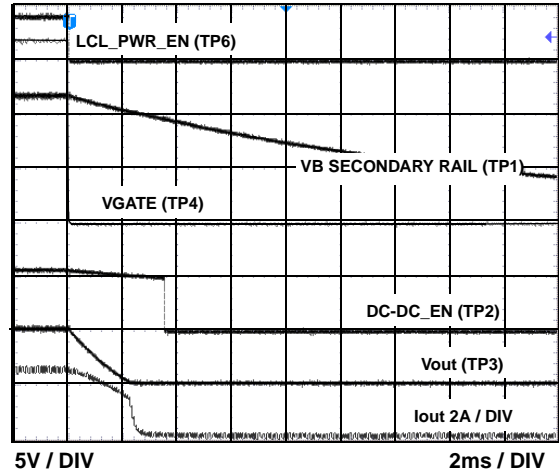 T
LCL_PWR_EN (TP6)
VB SECONDARY RAIL (TP1)
VGATE (TP4)
DC-DC_EN (TP2)
Vout (TP3)
Iout 2A / DIV
5V / DIV
2ms / DIV